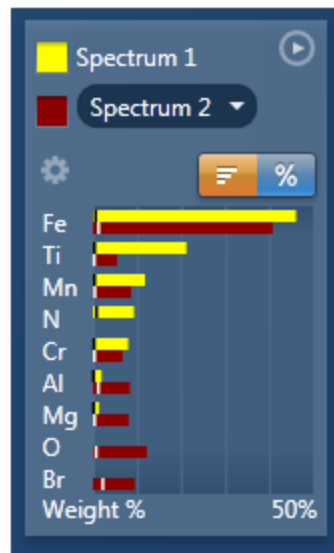 Spectrum 1
Spectrum 2
%
Fe
Ti
Mn
N
Cr
Al
Mg
O
Br
Weight % 50%